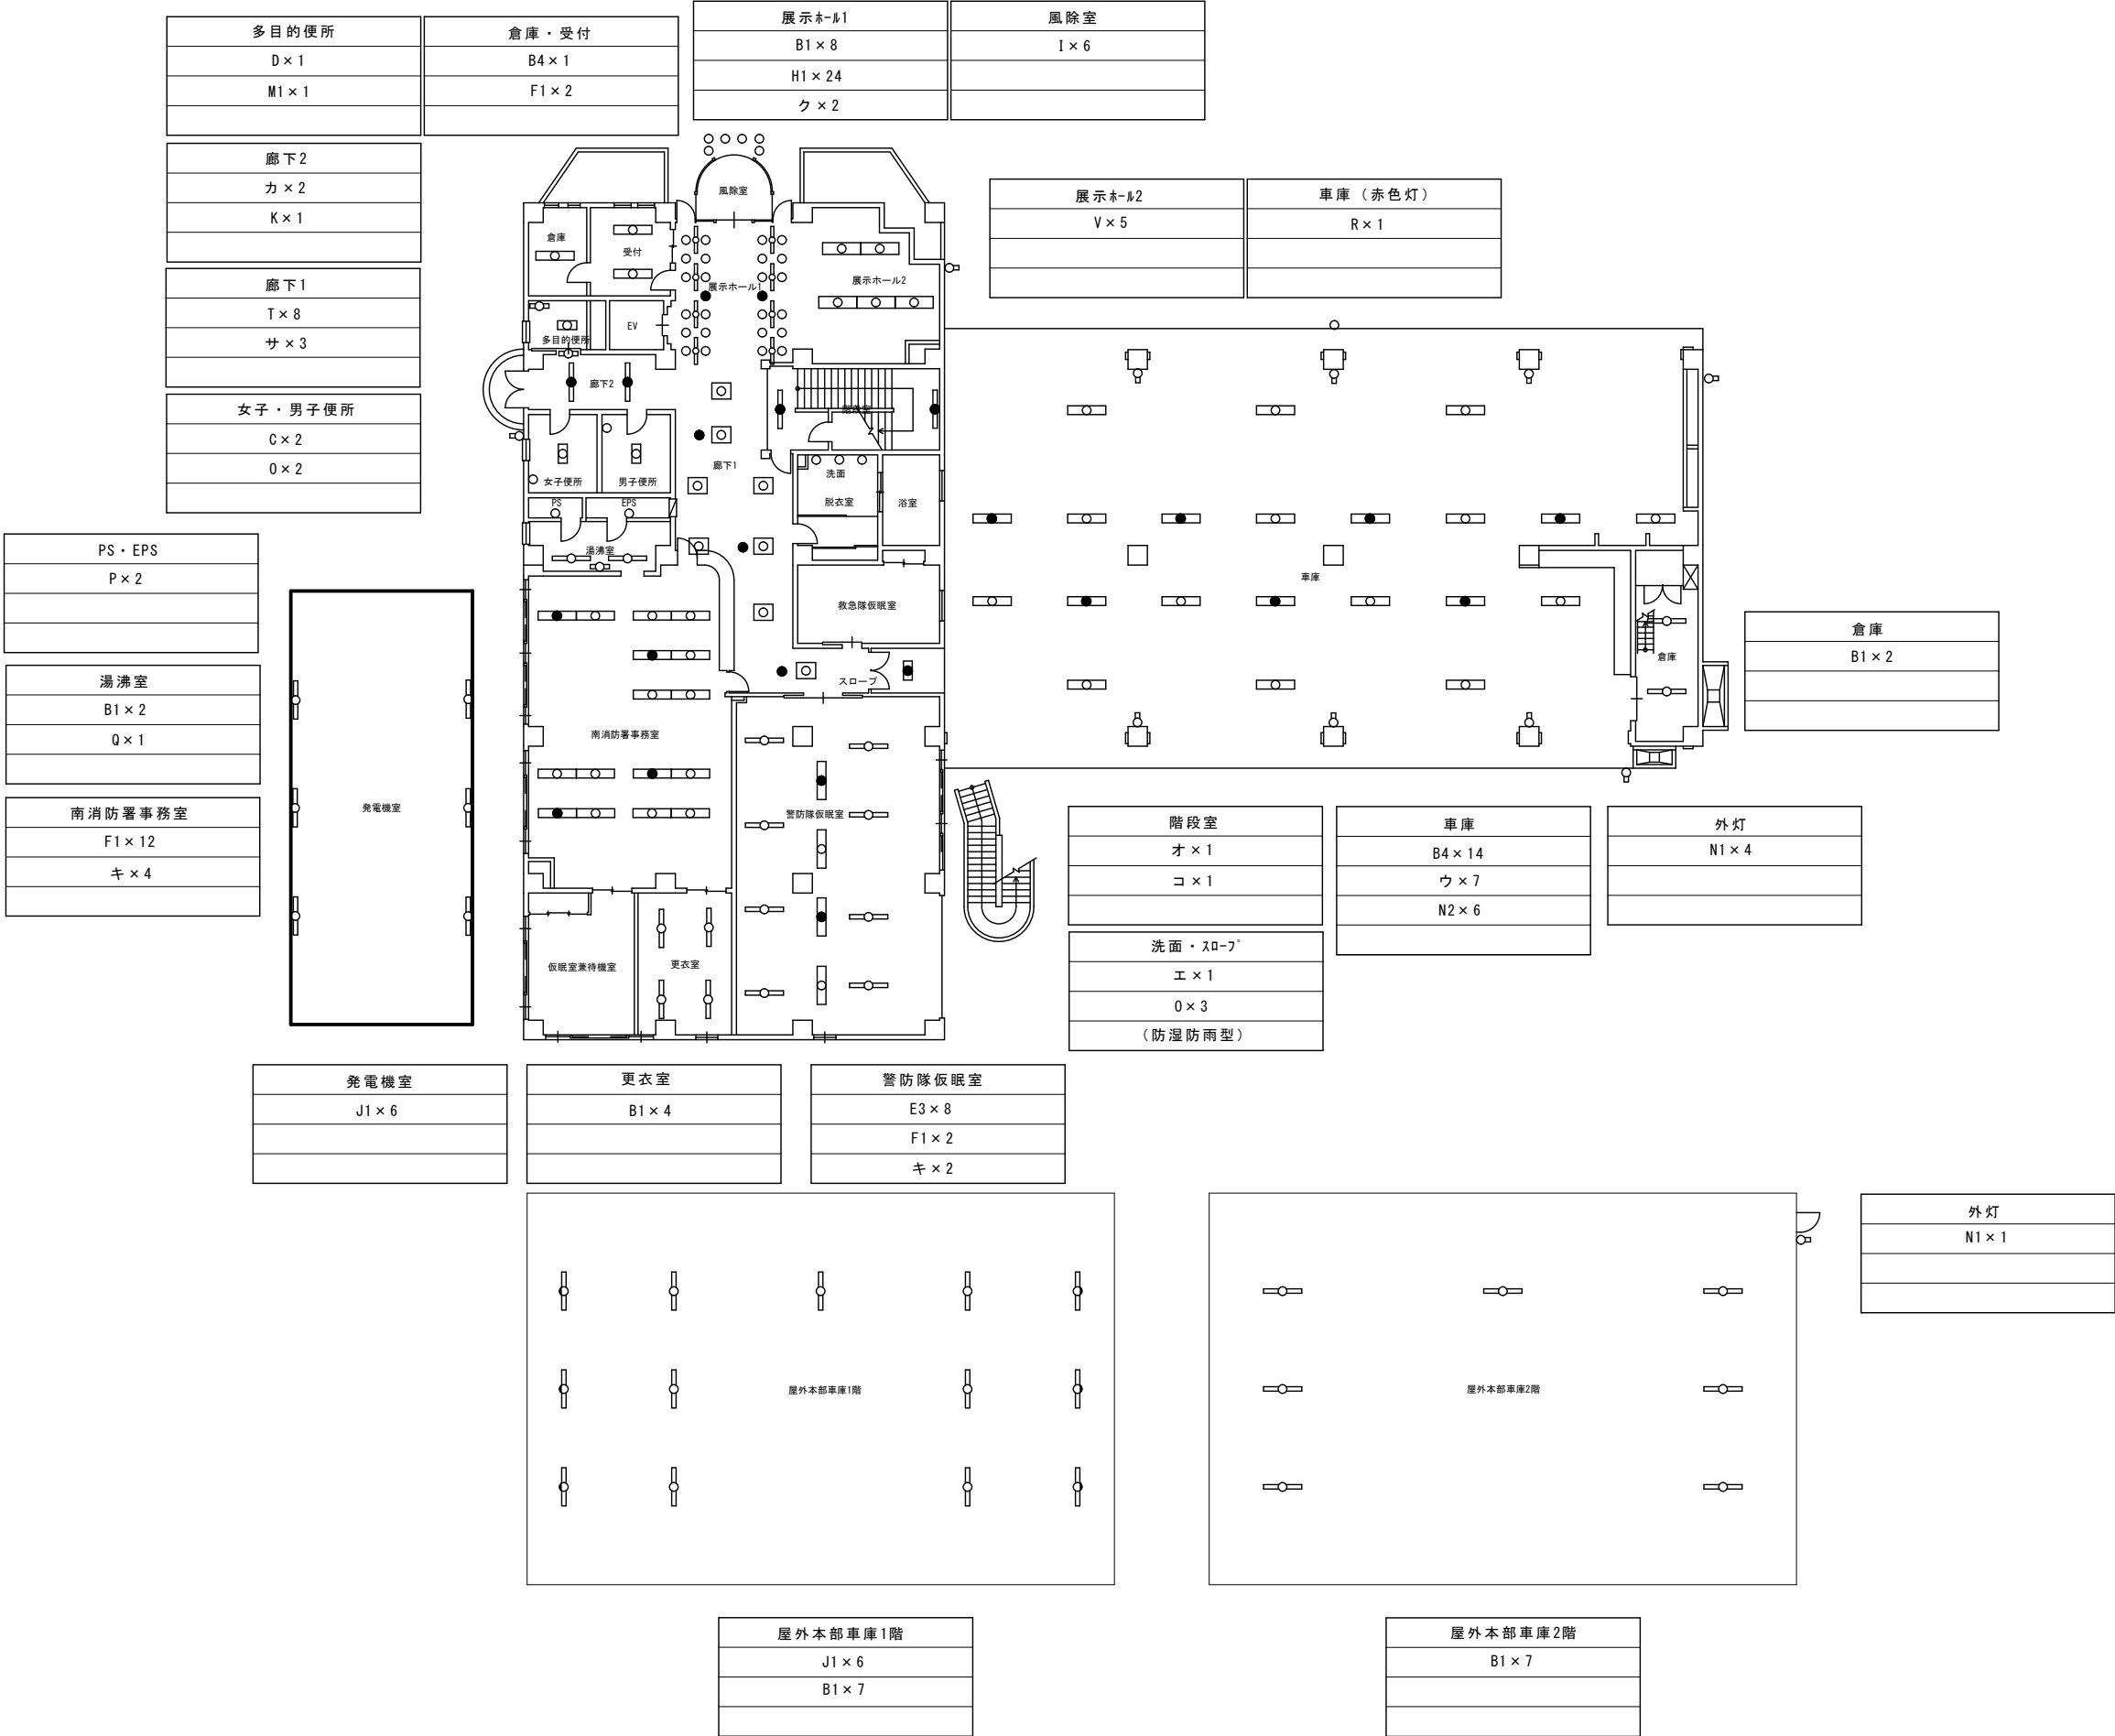 展示ホール1
風除室
B1×8
I×6
H1×24
ク×2
多目的便所
倉庫・受付
D×1
B4×1
M1×1
F1×2
廊下2
カ×2
K×1
廊下1
T×8
サ×3
女子・男子便所
C×2
O×2
展示ホール2
車庫（赤色灯）
V×5
R×1
風除室
倉庫
受付
展示ホール1
展示ホール2
多目的便所
EV
廊下2
階段室
廊下1
女子便所
男子便所
洗面
脱衣室
浴室
PS
EPS
湯沸室
救急隊仮眠室
スロープ
車庫
倉庫
南消防署事務室
警防隊仮眠室
仮眠室兼待機室
更衣室
発電機室
PS・EPS
P×2
湯沸室
B1×2
Q×1
南消防署事務室
F1×12
キ×4
倉庫
B1×2
階段室
オ×1
コ×1
車庫
B4×14
ウ×7
N2×6
外灯
N1×4
洗面・スロープ
エ×1
O×3
（防湿防雨型）
発電機室
J1×6
更衣室
B1×4
警防隊仮眠室
E3×8
F1×2
キ×2
外灯
N1×1
屋外本部車庫1階
屋外本部車庫2階
屋外本部車庫1階
J1×6
B1×7
屋外本部車庫2階
B1×7